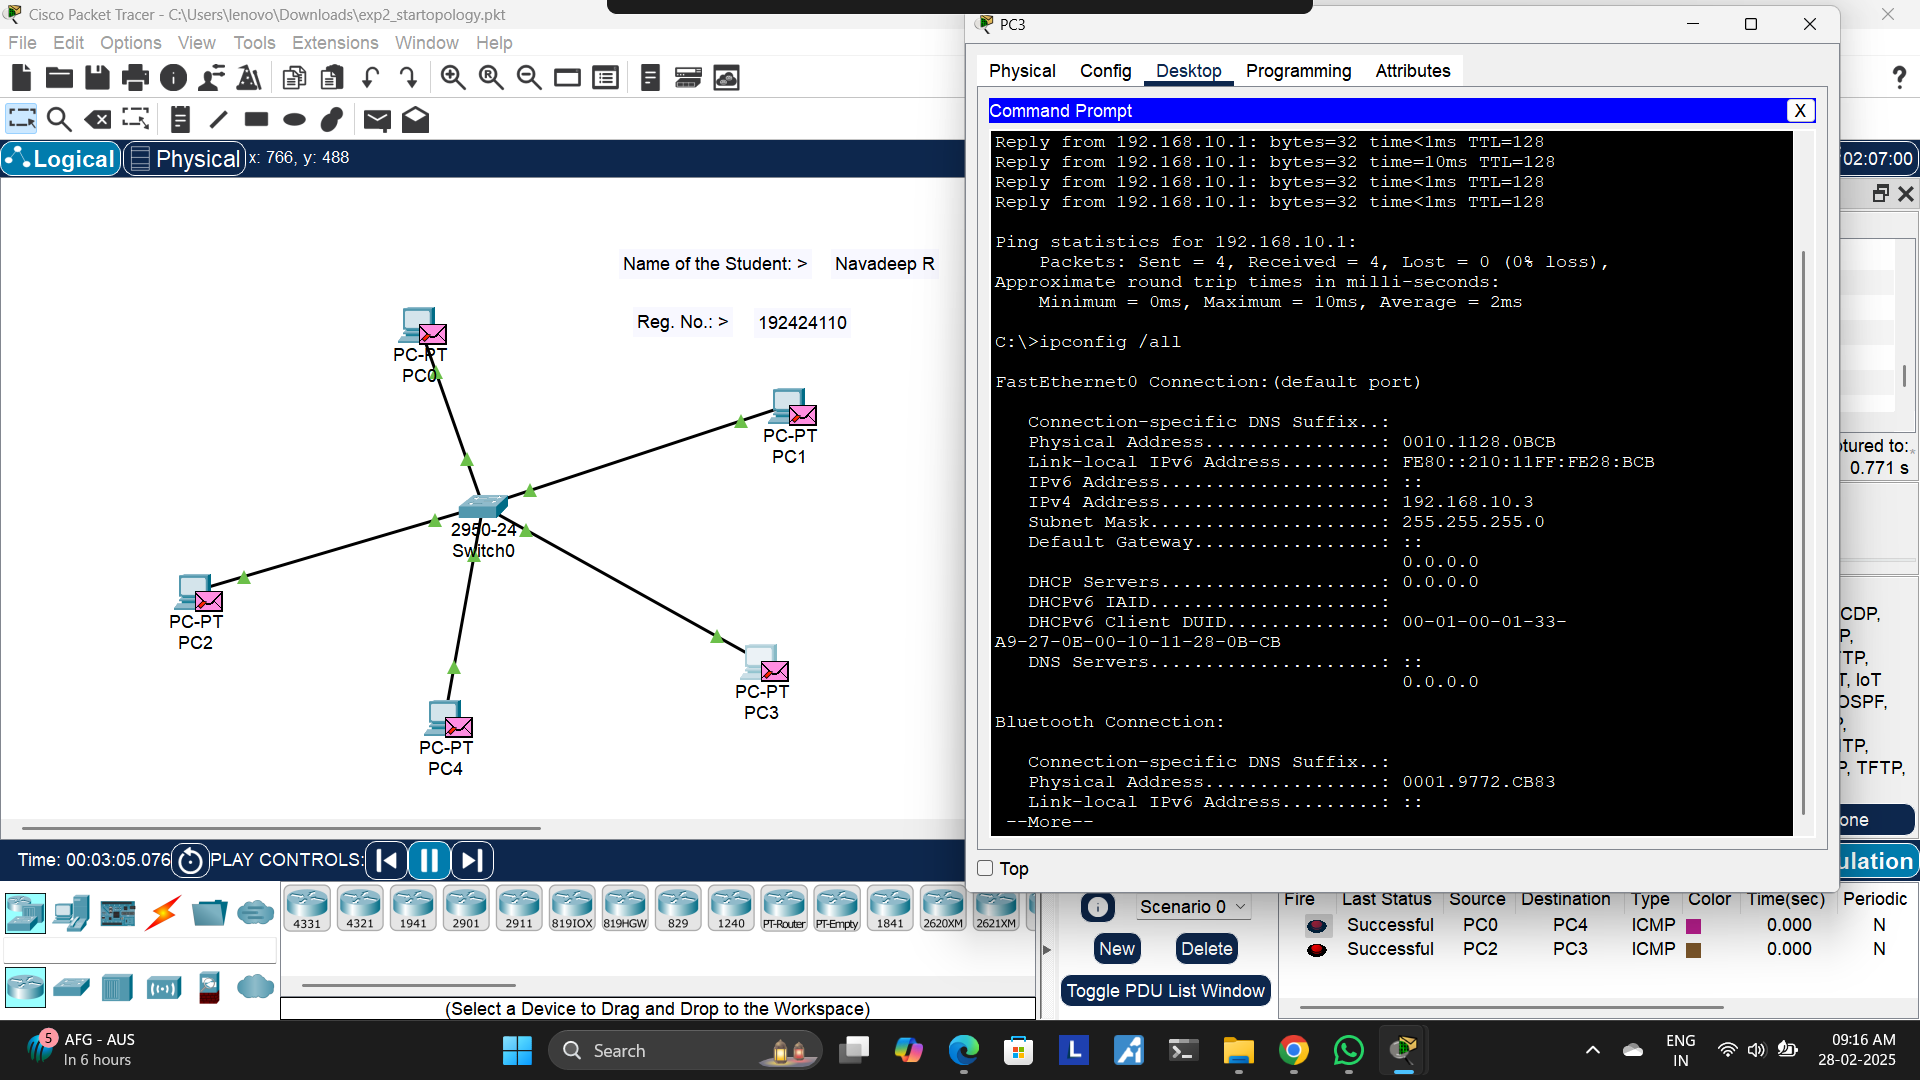 Cisco Packet Tracer - C:\Users\lenovo\Downloads\exp2_startopology.pkt
File Edit Options View Tools Extensions Window Help
Logical Physical x: 766, y: 488
Name of the Student: > Navadeep R
Reg. No.: > 192424110
PC-PT
PC0
PC-PT
PC1
2950-24
Switch0
PC-PT
PC2
PC-PT
PC3
PC-PT
PC4
PC3
Physical Config Desktop Programming Attributes
Command Prompt X
Reply from 192.168.10.1: bytes=32 time<1ms TTL=128
Reply from 192.168.10.1: bytes=32 time=10ms TTL=128
Reply from 192.168.10.1: bytes=32 time<1ms TTL=128
Reply from 192.168.10.1: bytes=32 time<1ms TTL=128
Ping statistics for 192.168.10.1:
Packets: Sent = 4, Received = 4, Lost = 0 (0% loss),
Approximate round trip times in milli-seconds:
Minimum = 0ms, Maximum = 10ms, Average = 2ms
C:\>ipconfig /all
FastEthernet0 Connection:(default port)
Connection-specific DNS Suffix..:
Physical Address................: 0010.1128.0BCB
Link-local IPv6 Address.........: FE80::210:11FF:FE28:BCB
IPv6 Address....................: ::
IPv4 Address....................: 192.168.10.3
Subnet Mask.....................: 255.255.255.0
Default Gateway.................: ::
0.0.0.0
DHCP Servers....................: 0.0.0.0
DHCPv6 IAID.....................:
DHCPv6 Client DUID..............: 00-01-00-01-33-
A9-27-0E-00-10-11-28-0B-CB
DNS Servers.....................: ::
0.0.0.0
Bluetooth Connection:
Connection-specific DNS Suffix..:
Physical Address................: 0001.9772.CB83
Link-local IPv6 Address.........: ::
--More--
Top
02:07:00
tured to:
0.771 s
CDP,
P,
TP,
T, IoT
OSPF,
TP,
P, TFTP,
one
ulation
Time: 00:03:05.076 PLAY CONTROLS:
4331 4321 1941 2901 2911 819IOX 819HGW 829 1240 PT-Router PT-Empty 1841 2620XM 2621XM
(Select a Device to Drag and Drop to the Workspace)
Scenario 0
New Delete
Toggle PDU List Window
Fire Last Status Source Destination Type Color Time(sec) Periodic
Successful PC0 PC4 ICMP 0.000 N
Successful PC2 PC3 ICMP 0.000 N
5 AFG - AUS
In 6 hours
Search
L
ENG
IN
09:16 AM
28-02-2025